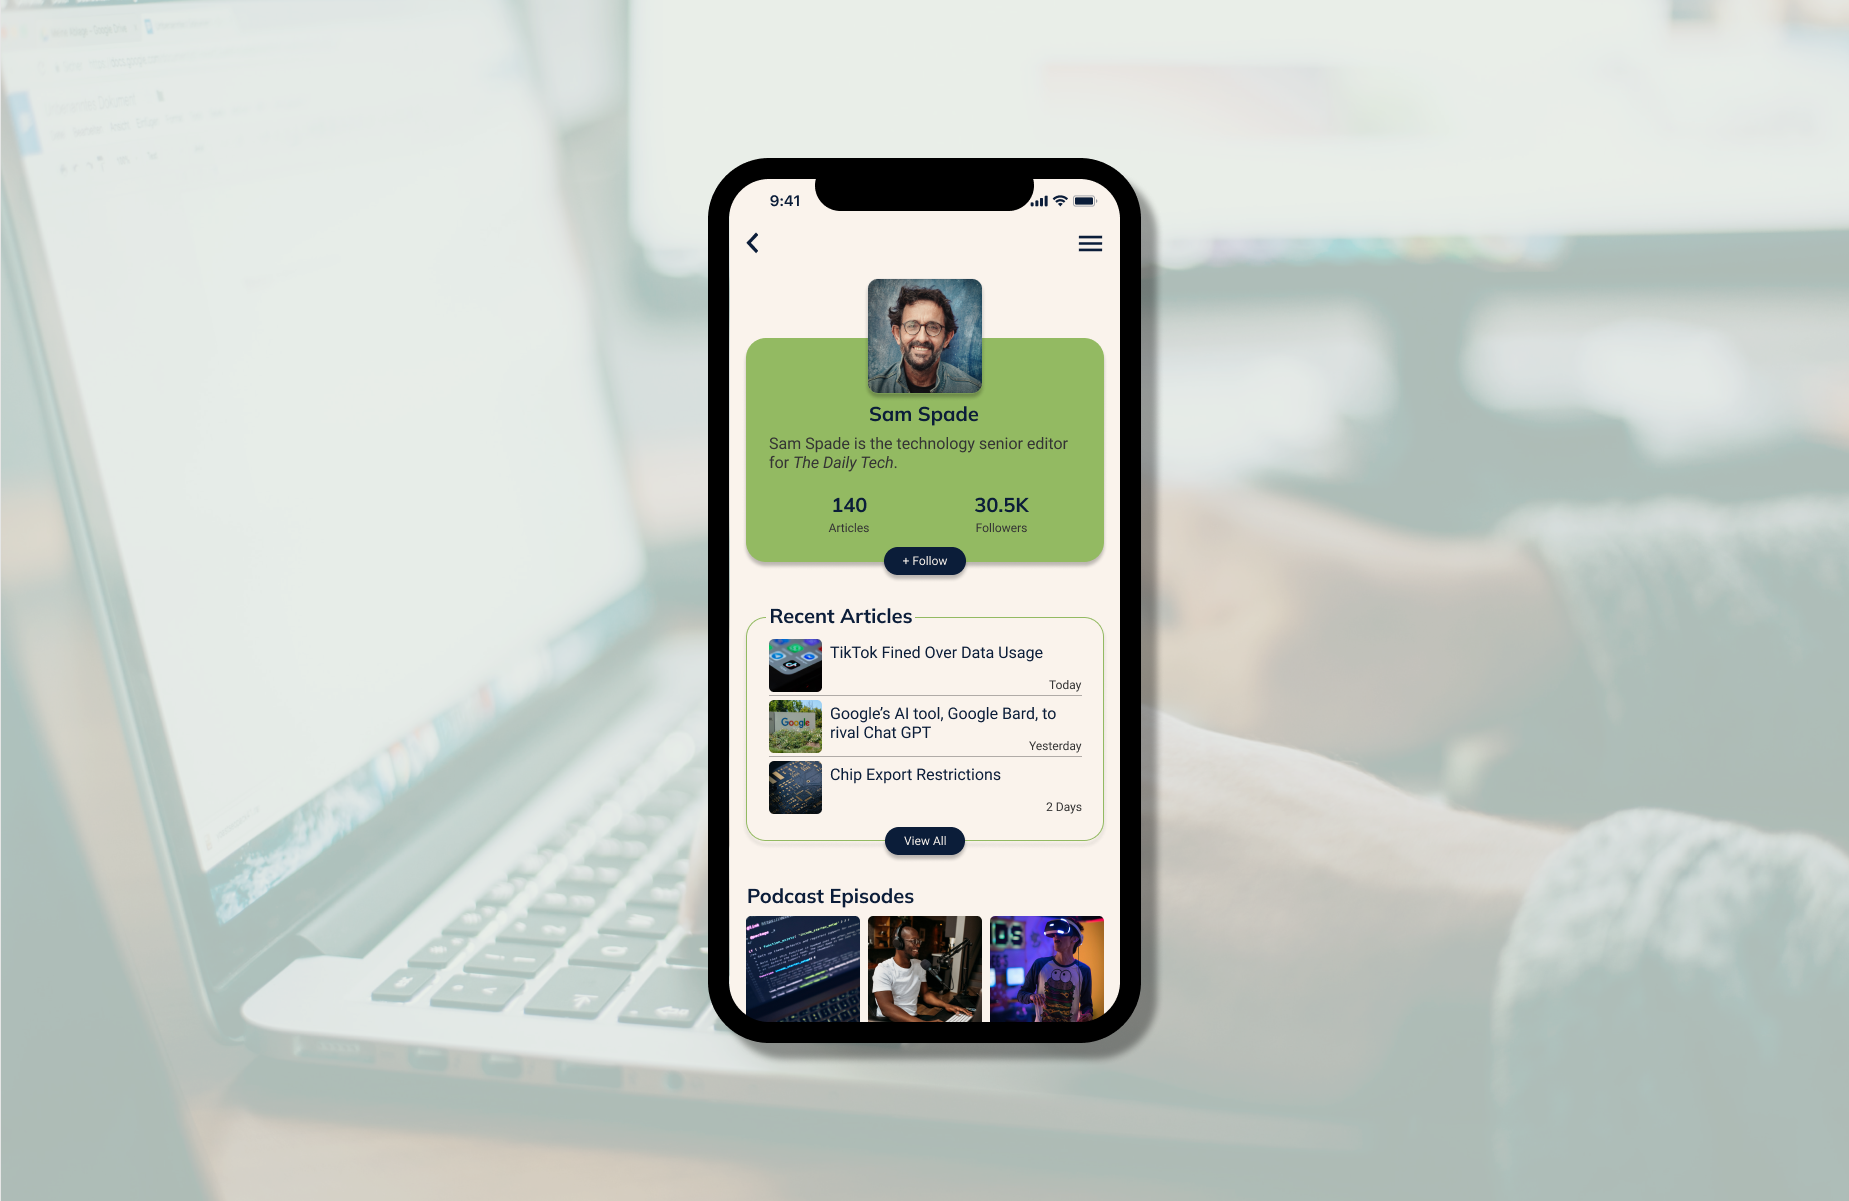 9:41
Sam Spade
Sam Spade is the technology senior editor
for The Daily Tech.
140
30.5K
Articles
Followers
+ Follow
Recent Articles
TikTok Fined Over Data Usage
Today
Google
Google’s AI tool, Google Bard, to
rival Chat GPT
Yesterday
Chip Export Restrictions
2 Days
View All
Podcast Episodes